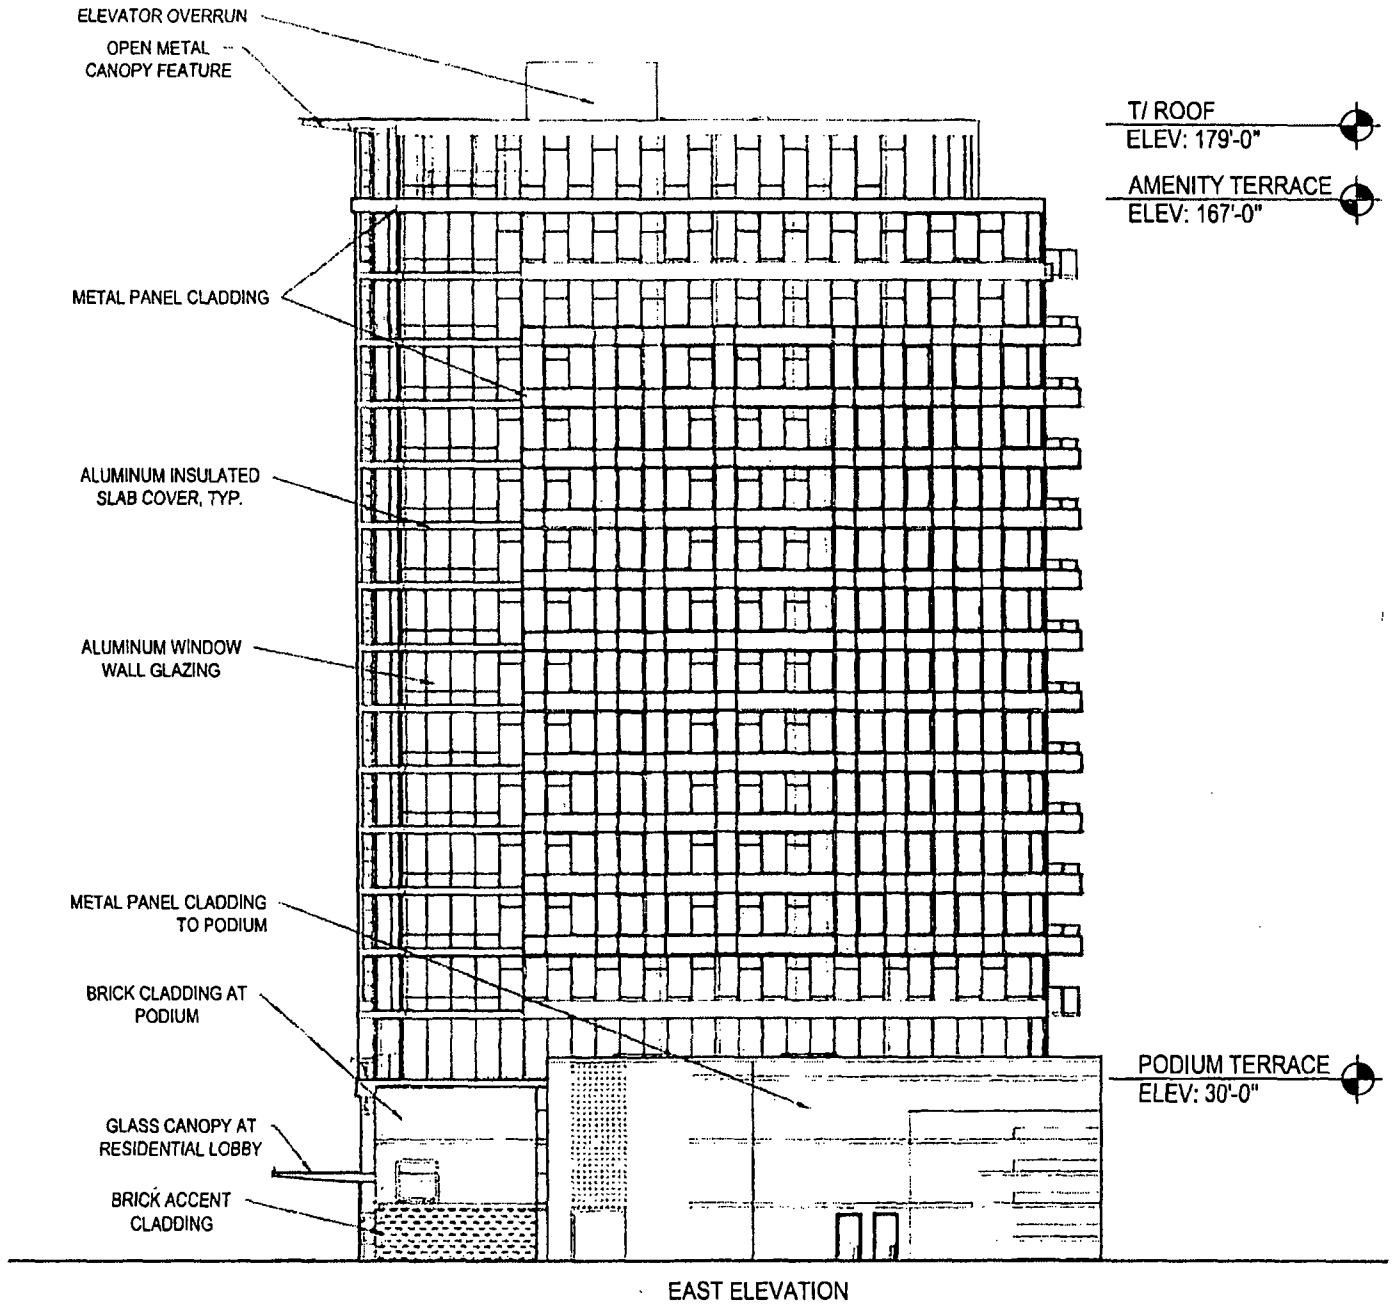 ELEVATOR OVERRUN
OPEN METAL
CANOPY FEATURE
T/ ROOF
ELEV: 179'-0"
AMENITY TERRACE
ELEV: 167'-0"
METAL PANEL CLADDING
ALUMINUM INSULATED
SLAB COVER, TYP.
ALUMINUM WINDOW
WALL GLAZING
METAL PANEL CLADDING
TO PODIUM
BRICK CLADDING AT
PODIUM
PODIUM TERRACE
ELEV: 30'-0"
GLASS CANOPY AT
RESIDENTIAL LOBBY
BRICK ACCENT
CLADDING
EAST ELEVATION